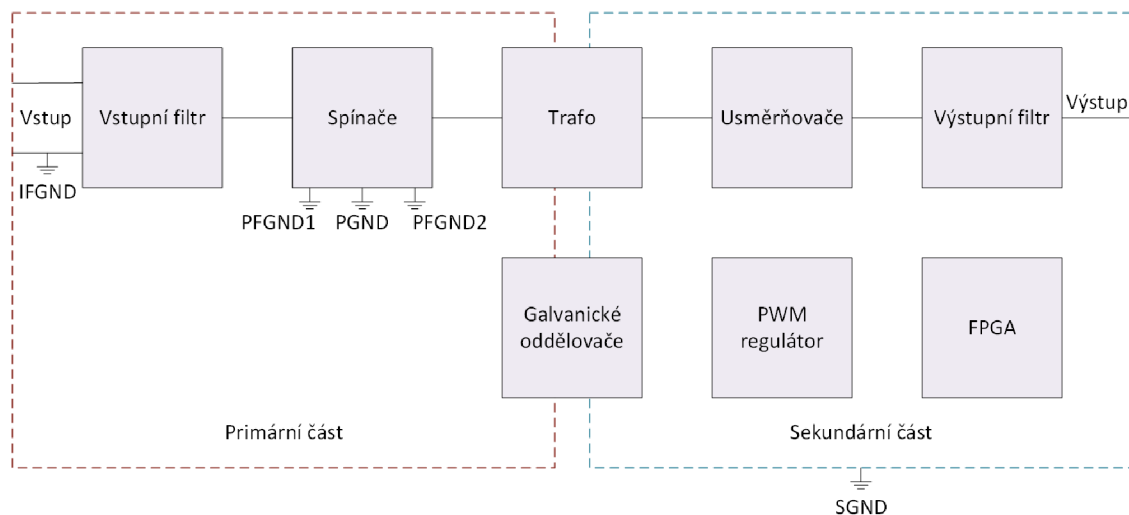 Vstup
Vstupní filtr
Spínače
Trafo
Usměrňovače
Výstupní filtr
Výstup
IFGND
PFGND1
PGND
PFGND2
Galvanické
oddělovače
PWM
regulátor
FPGA
Primární část
Sekundární část
SGND